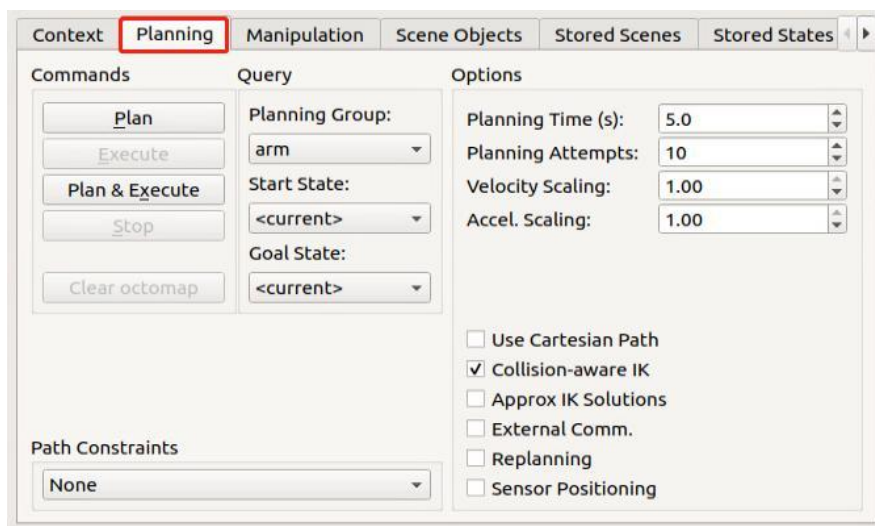 Context Planning Manipulation Scene Objects Stored Scenes Stored States
Commands
Plan
Execute
Plan & Execute
Stop
Clear octomap
Query
Planning Group:
arm
Start State:
<current>
Goal State:
<current>
Path Constraints
None
Options
Planning Time (s): 5.0
Planning Attempts: 10
Velocity Scaling: 1.00
Accel. Scaling: 1.00
Use Cartesian Path
Collision-aware IK
Approx IK Solutions
External Comm.
Replanning
Sensor Positioning